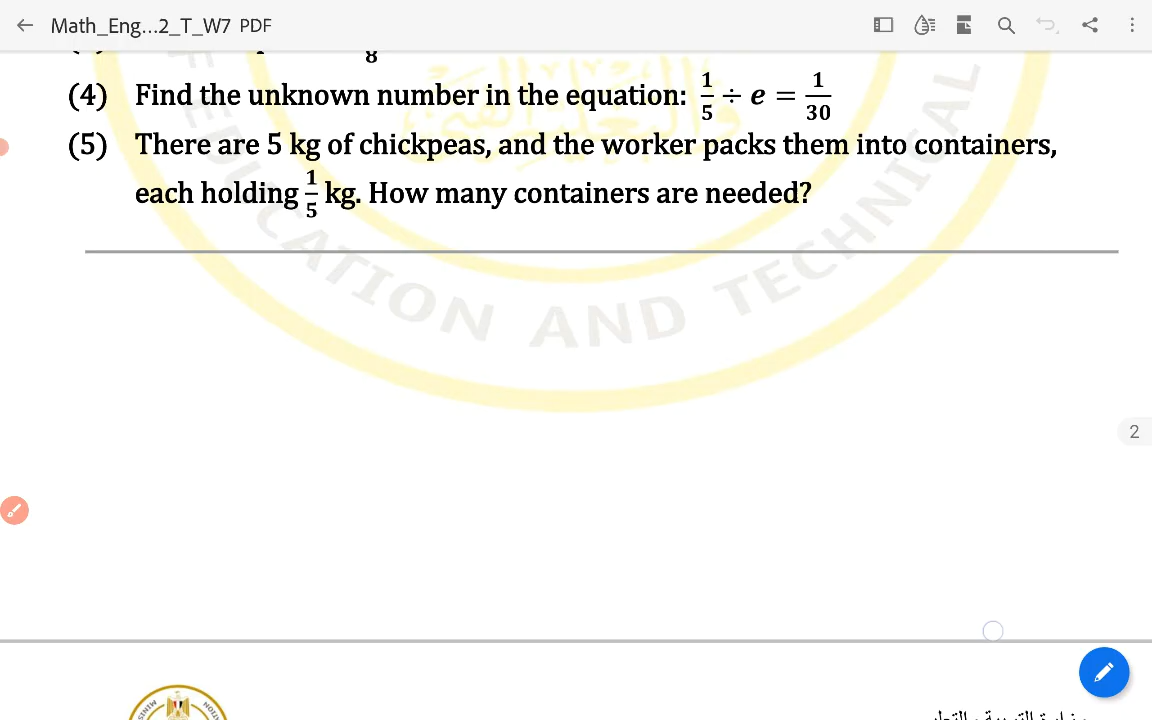 Math_Eng...2_T_W7 PDF
8
(4) Find the unknown number in the equation: 1/5 ÷ e = 1/30
(5) There are 5 kg of chickpeas, and the worker packs them into containers,
each holding 1/5 kg. How many containers are needed?
EDUCATION AND TECHNICAL
2